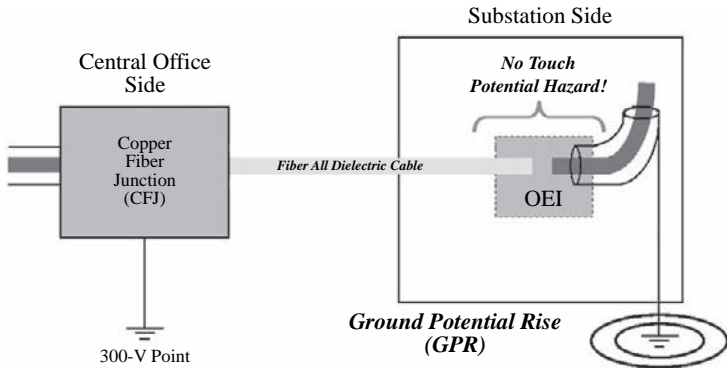 Substation Side
Central Office
Side
No Touch
Potential Hazard!
Copper
Fiber
Junction
(CFJ)
Fiber All Dielectric Cable
OEI
Ground Potential Rise
(GPR)
300-V Point